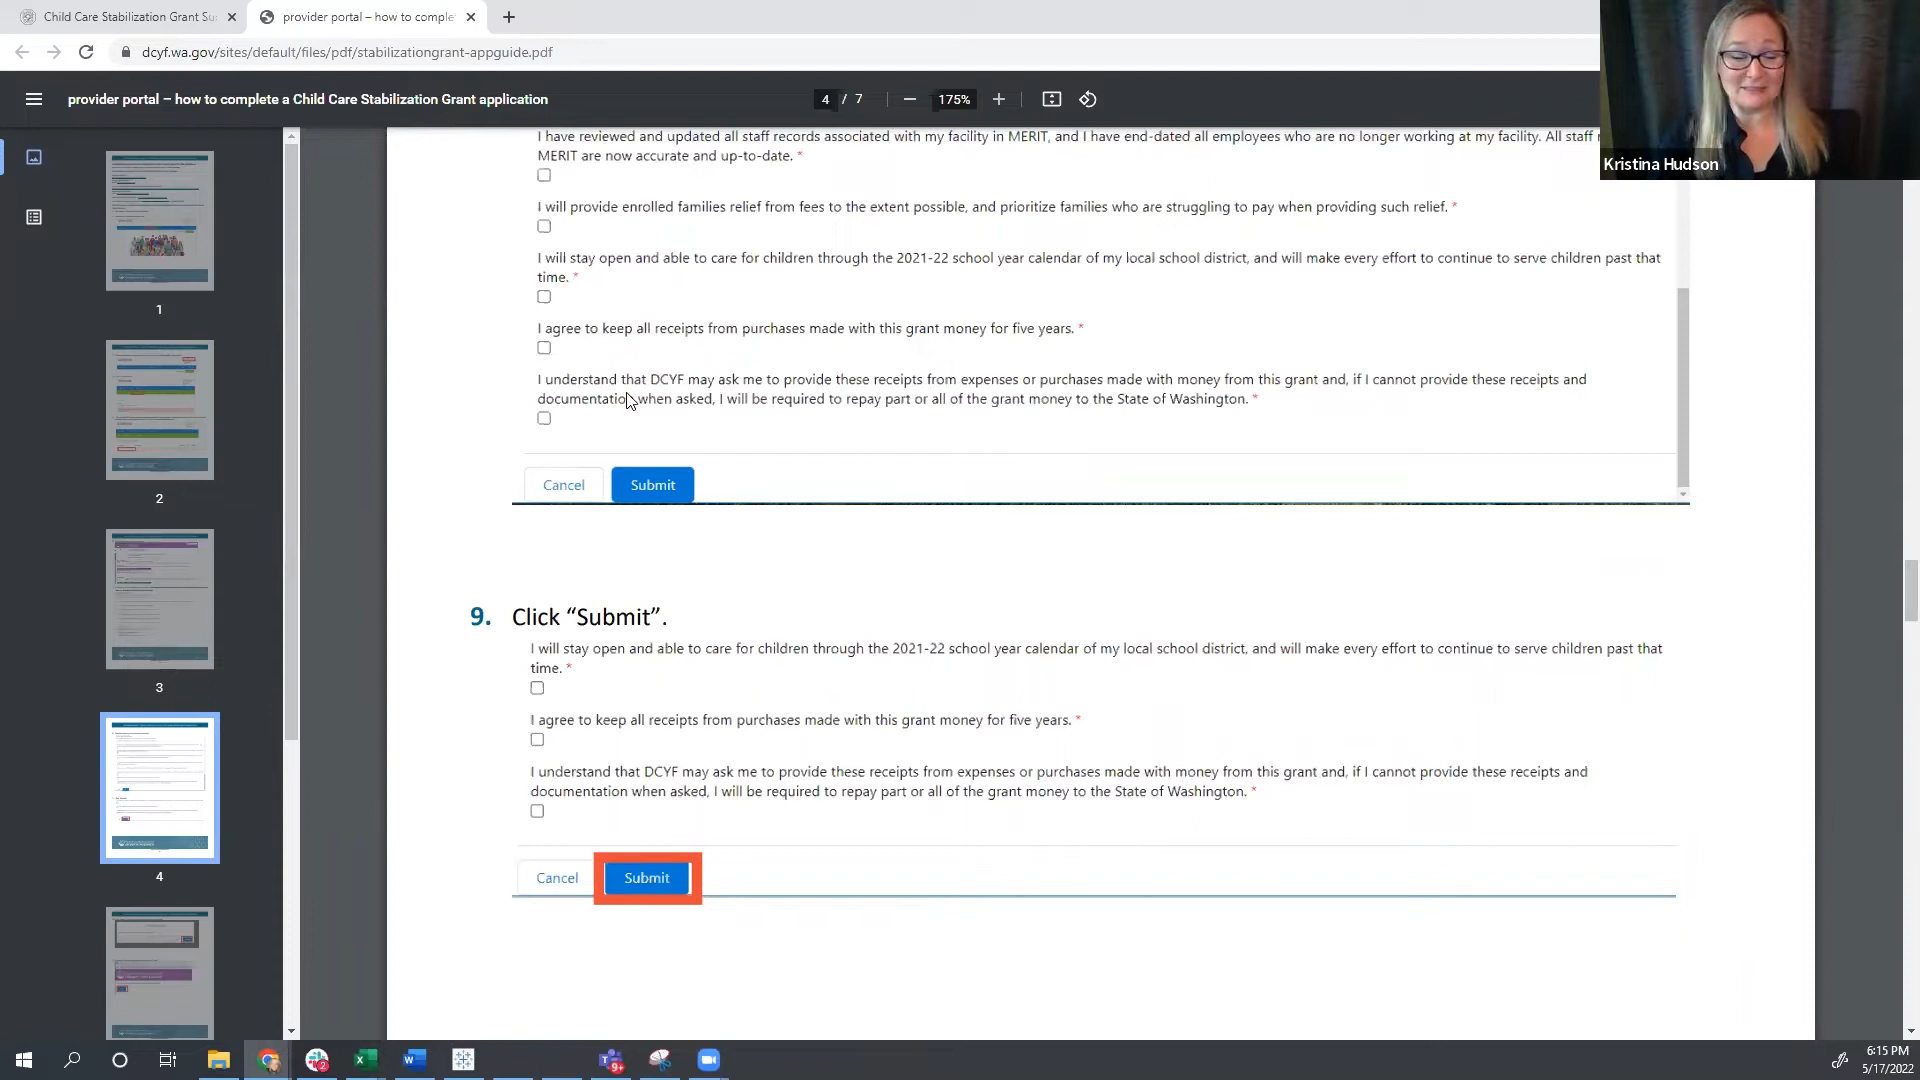 Child Care Stabilization Grant Su
provider portal – how to comple
dcyf.wa.gov/sites/default/files/pdf/stabilizationgrant-appguide.pdf
provider portal – how to complete a Child Care Stabilization Grant application
4 / 7
175%
Kristina Hudson
I have reviewed and updated all staff records associated with my facility in MERIT, and I have end-dated all employees who are no longer working at my facility. All staff
MERIT are now accurate and up-to-date. *
I will provide enrolled families relief from fees to the extent possible, and prioritize families who are struggling to pay when providing such relief. *
I will stay open and able to care for children through the 2021-22 school year calendar of my local school district, and will make every effort to continue to serve children past that
time. *
I agree to keep all receipts from purchases made with this grant money for five years. *
I understand that DCYF may ask me to provide these receipts from expenses or purchases made with money from this grant and, if I cannot provide these receipts and
documentation when asked, I will be required to repay part or all of the grant money to the State of Washington. *
Cancel Submit
9. Click “Submit”.
I will stay open and able to care for children through the 2021-22 school year calendar of my local school district, and will make every effort to continue to serve children past that
time. *
I agree to keep all receipts from purchases made with this grant money for five years. *
I understand that DCYF may ask me to provide these receipts from expenses or purchases made with money from this grant and, if I cannot provide these receipts and
documentation when asked, I will be required to repay part or all of the grant money to the State of Washington. *
Cancel Submit
1
2
3
4
2
9+
6:15 PM
5/17/2022